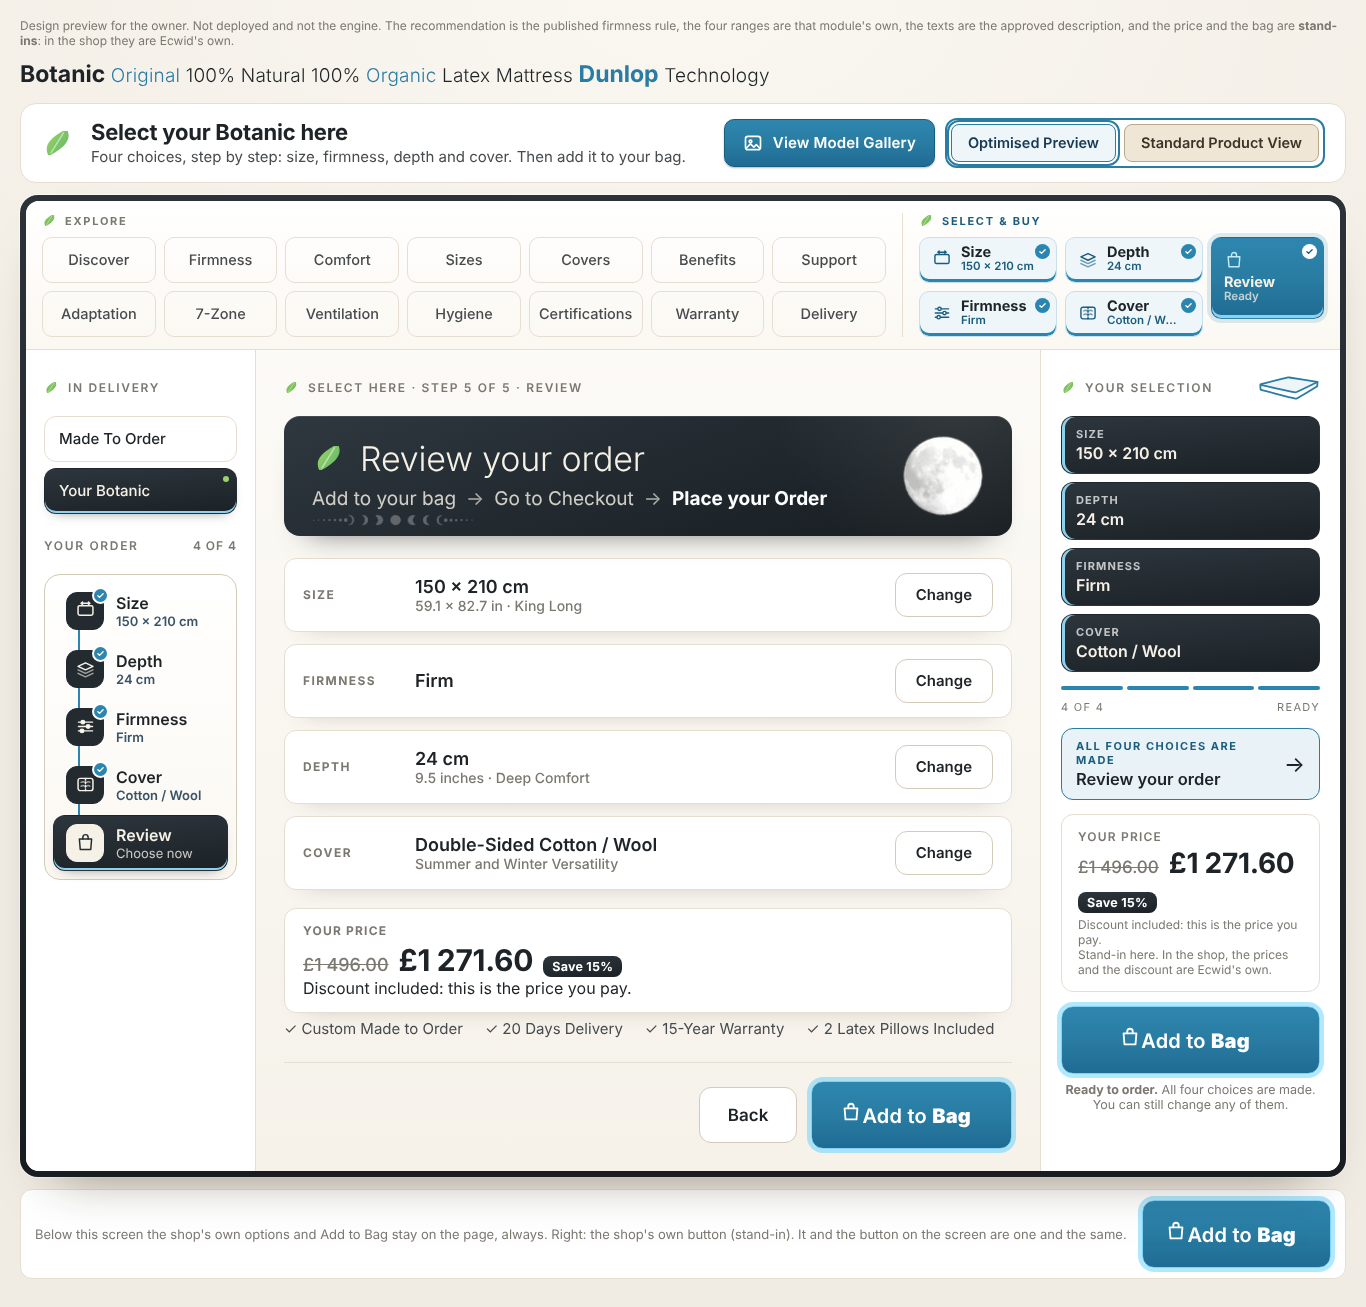 Design preview for the owner. Not deployed and not the engine. The recommendation is the published firmness rule, the four ranges are that module's own, the texts are the approved description, and the price and the bag are stand-
ins: in the shop they are Ecwid's own.
Botanic Original 100% Natural 100% Organic Latex Mattress Dunlop Technology
Select your Botanic here
Four choices, step by step: size, firmness, depth and cover. Then add it to your bag.
View Model Gallery
Optimised Preview
Standard Product View
EXPLORE
Discover
Firmness
Comfort
Sizes
Covers
Benefits
Support
Adaptation
7-Zone
Ventilation
Hygiene
Certifications
Warranty
Delivery
SELECT & BUY
Size
150 × 210 cm
Depth
24 cm
Firmness
Firm
Cover
Cotton / W...
Review
Ready
IN DELIVERY
Made To Order
Your Botanic
YOUR ORDER 4 OF 4
Size
150 × 210 cm
Depth
24 cm
Firmness
Firm
Cover
Cotton / Wool
Review
Choose now
SELECT HERE · STEP 5 OF 5 · REVIEW
Review your order
Add to your bag → Go to Checkout → Place your Order
SIZE
150 × 210 cm
59.1 × 82.7 in · King Long
Change
FIRMNESS
Firm
Change
DEPTH
24 cm
9.5 inches · Deep Comfort
Change
COVER
Double-Sided Cotton / Wool
Summer and Winter Versatility
Change
YOUR PRICE
£1 496.00 £1 271.60 Save 15%
Discount included: this is the price you pay.
✓ Custom Made to Order ✓ 20 Days Delivery ✓ 15-Year Warranty ✓ 2 Latex Pillows Included
Back
Add to Bag
YOUR SELECTION
SIZE
150 × 210 cm
DEPTH
24 cm
FIRMNESS
Firm
COVER
Cotton / Wool
4 OF 4 READY
ALL FOUR CHOICES ARE
MADE
Review your order →
YOUR PRICE
£1 496.00 £1 271.60
Save 15%
Discount included: this is the price you
pay.
Stand-in here. In the shop, the prices
and the discount are Ecwid's own.
Add to Bag
Ready to order. All four choices are made.
You can still change any of them.
Below this screen the shop's own options and Add to Bag stay on the page, always. Right: the shop's own button (stand-in). It and the button on the screen are one and the same.
Add to Bag